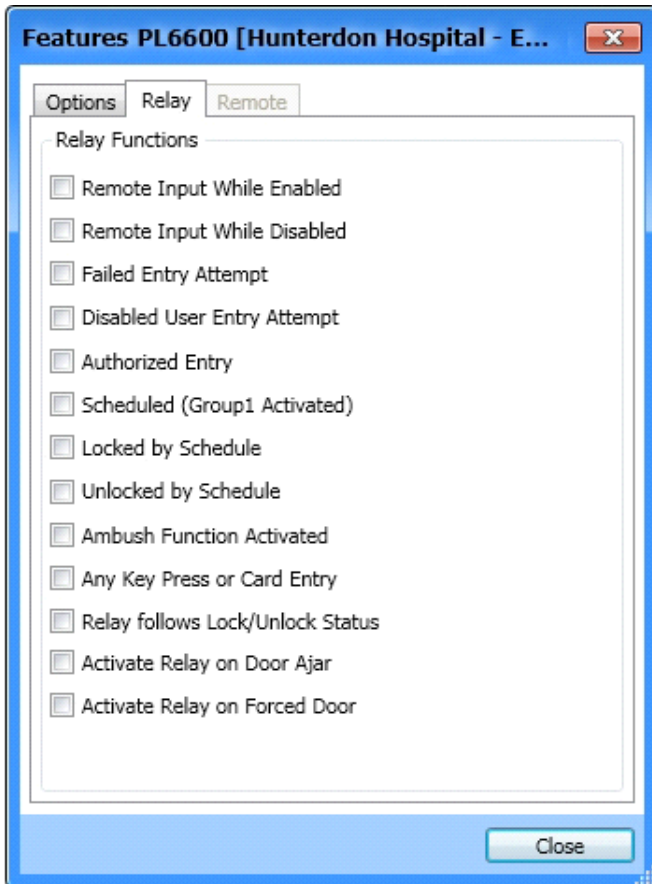 Features PL6600 [Hunterdon Hospital - E...
Options Relay Remote
Relay Functions
Remote Input While Enabled
Remote Input While Disabled
Failed Entry Attempt
Disabled User Entry Attempt
Authorized Entry
Scheduled (Group1 Activated)
Locked by Schedule
Unlocked by Schedule
Ambush Function Activated
Any Key Press or Card Entry
Relay follows Lock/Unlock Status
Activate Relay on Door Ajar
Activate Relay on Forced Door
Close